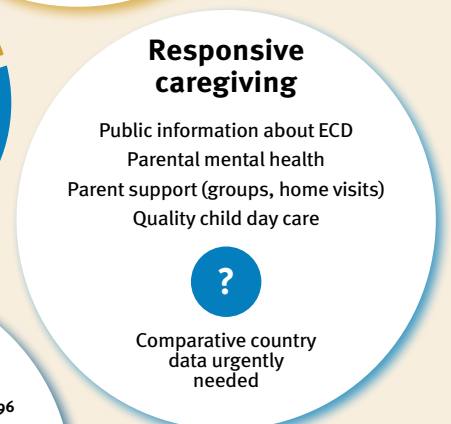 Responsive
caregiving
Public information about ECD
Parental mental health
Parent support (groups, home visits)
Quality child day care
?
Comparative country
data urgently
needed
96